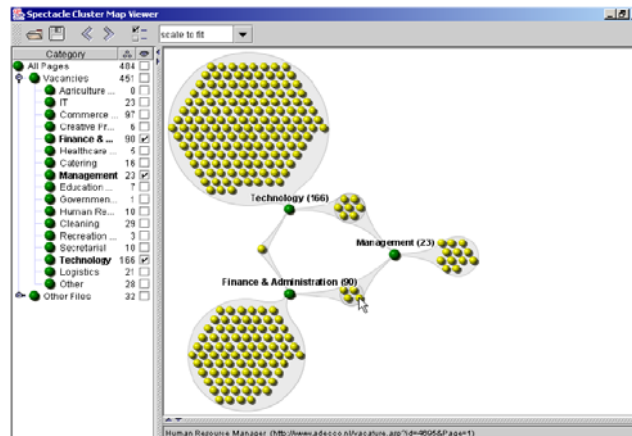 Spectacle Cluster Map Viewer
scale to fit
Category
All Pages 484
Vacancies 451
Agriculture ... 0
IT 23
Commerce ... 97
Creative Pr... 6
Finance & ... 90
Healthcare ... 5
Catering 16
Management 23
Education ... 7
Governmen... 1
Human Re... 10
Cleaning 29
Recreation ... 3
Secretarial 10
Technology 166
Logistics 21
Other 28
Other Files 32
Technology (166)
Management (23)
Finance & Administration (90)
Human Resource Manager (http://www.adecco.nl/vacature.asp?id=4695&Page=1)